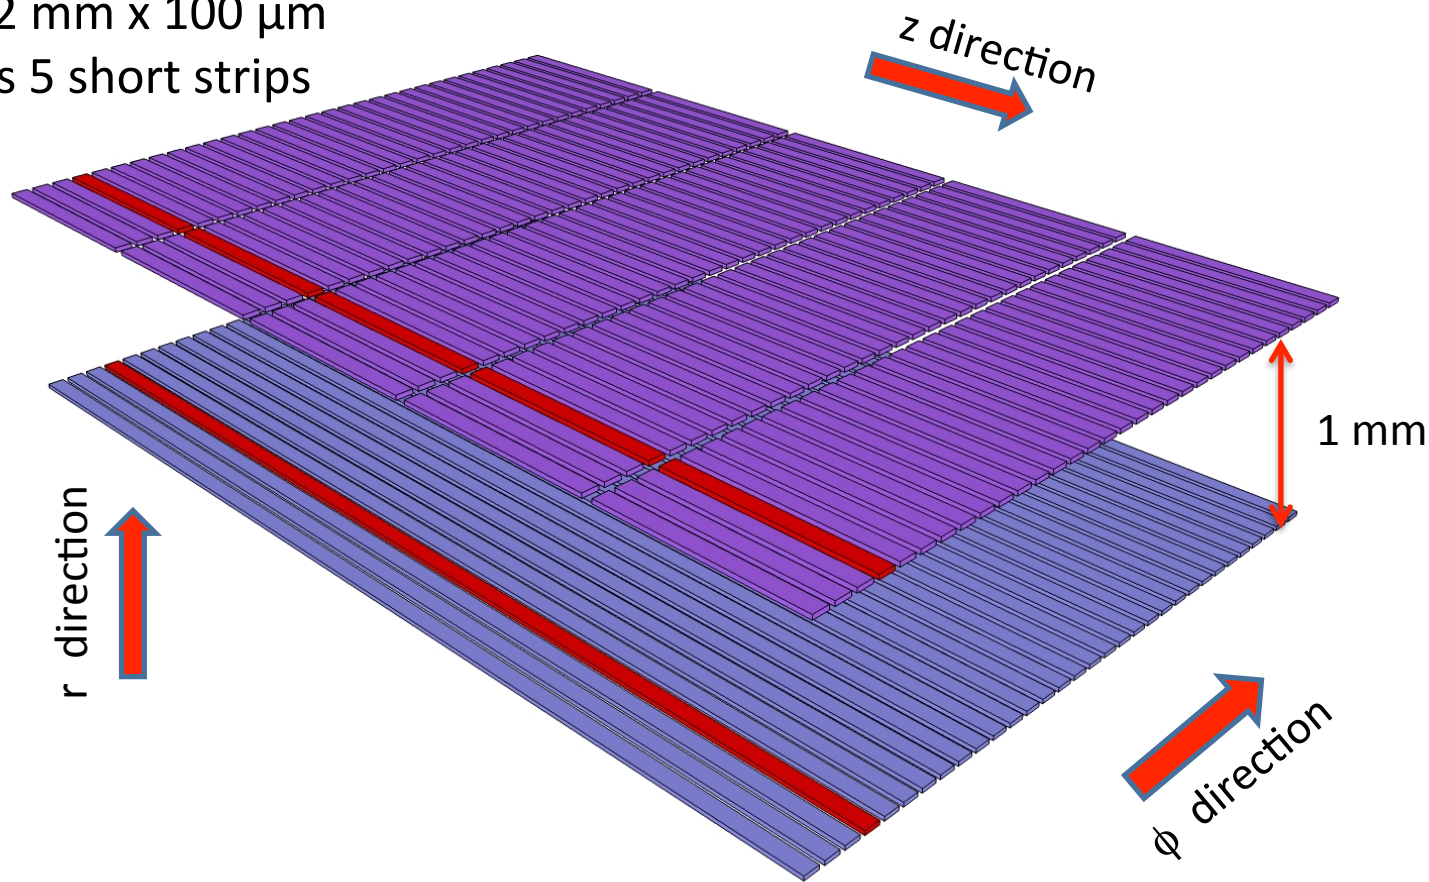 2 mm x 100 µm
s 5 short strips
z direction
1 mm
r direction
ϕ direction